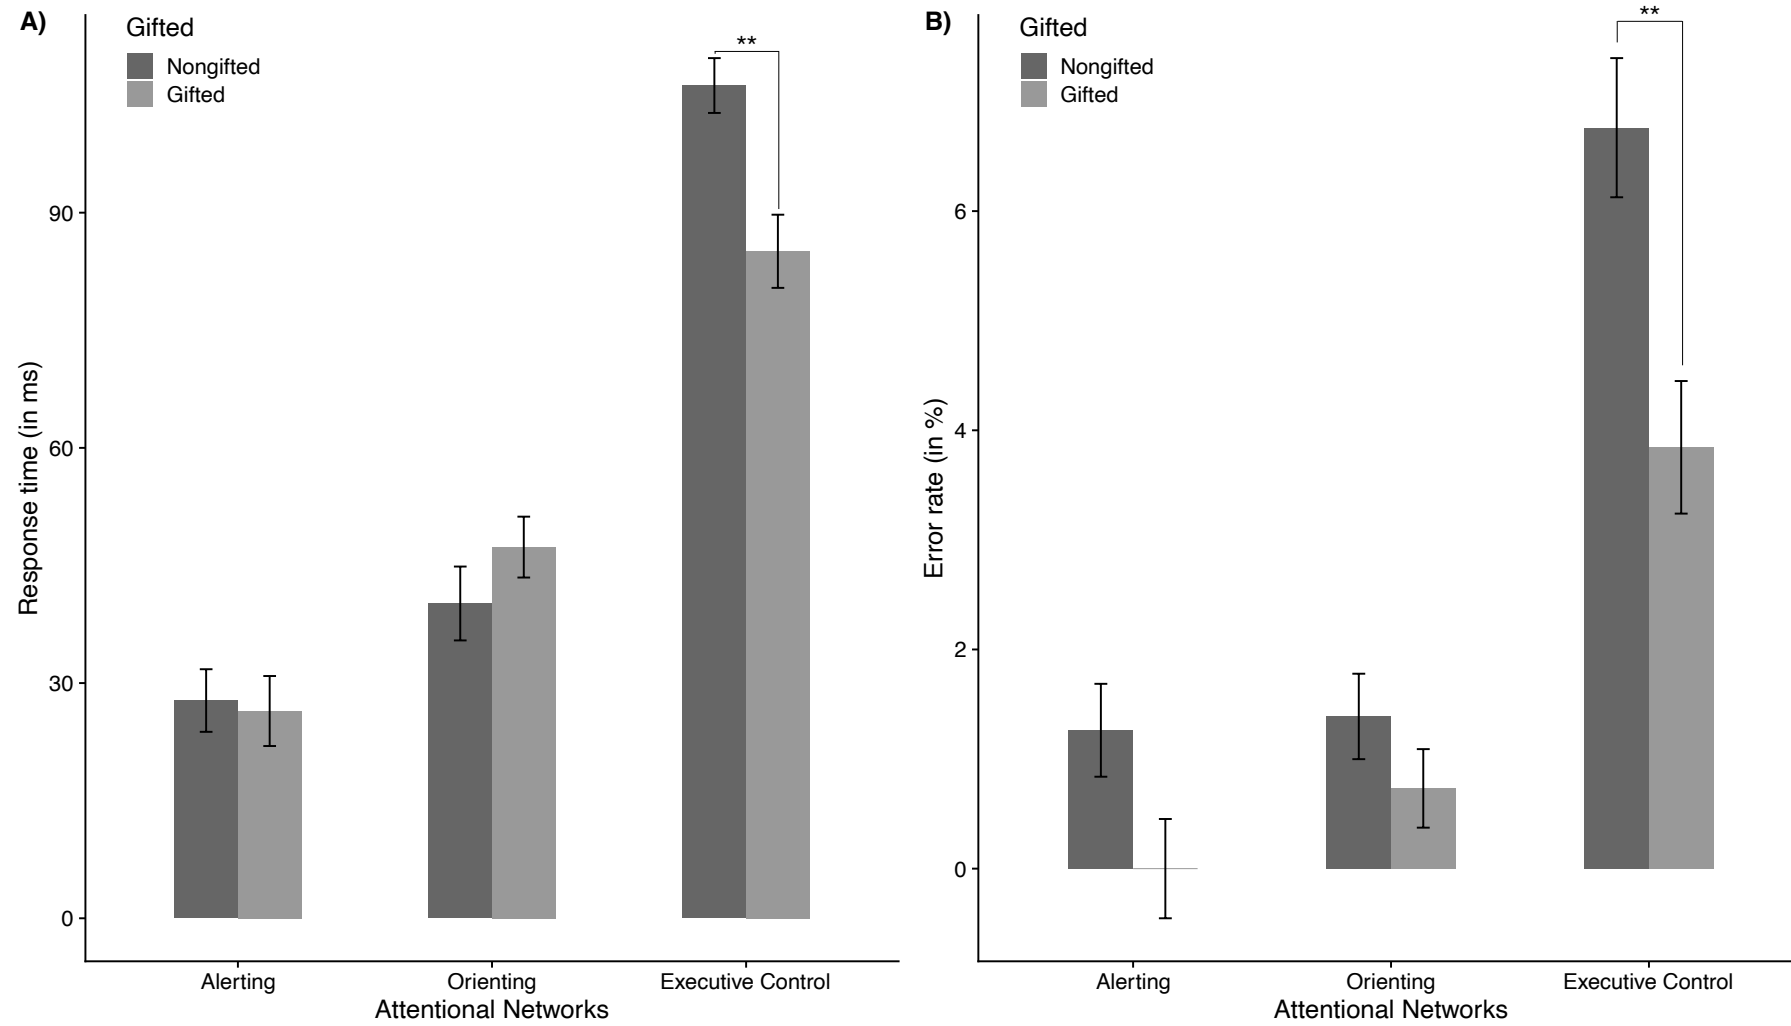 A)
Gifted
Nongifted
Gifted
**
90
60
30
0
Response time (in ms)
Alerting
Orienting
Executive Control
Attentional Networks
B)
Gifted
Nongifted
Gifted
**
6
4
2
0
Error rate (in %)
Alerting
Orienting
Executive Control
Attentional Networks